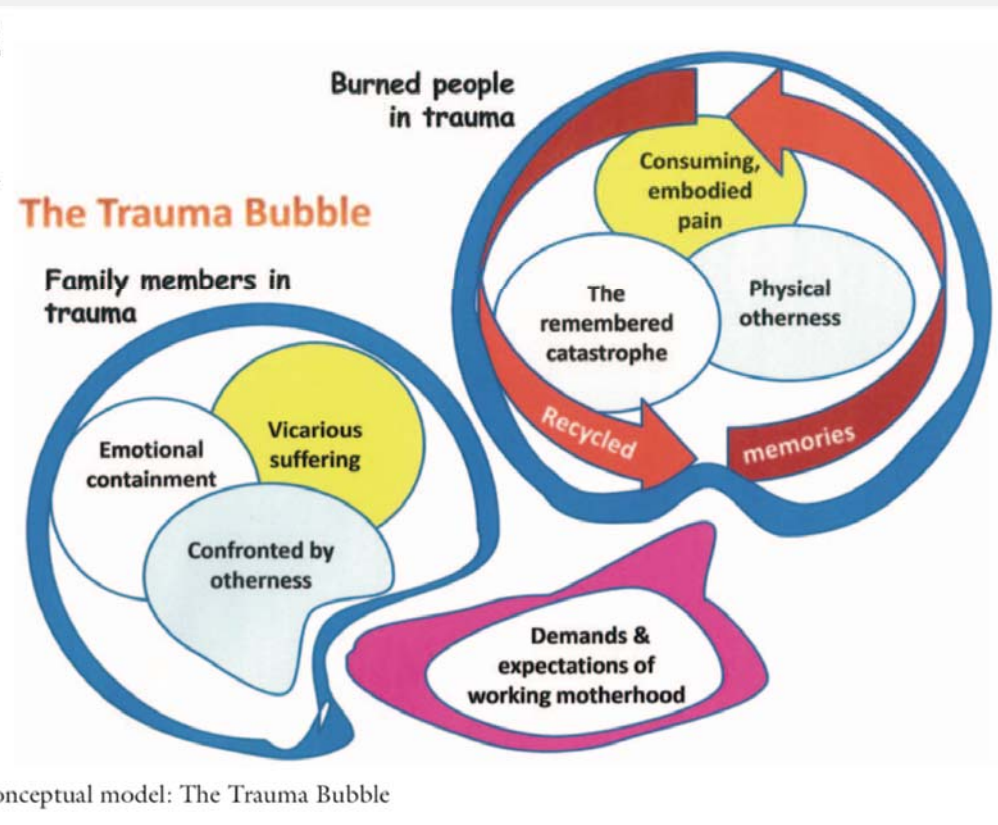 Burned people
in trauma
The Trauma Bubble
Family members in
trauma
Consuming,
embodied
pain
The
remembered
catastrophe
Physical
otherness
Recycled
memories
Emotional
containment
Vicarious
suffering
Confronted by
otherness
Demands &
expectations of
working motherhood
onceptual model: The Trauma Bubble